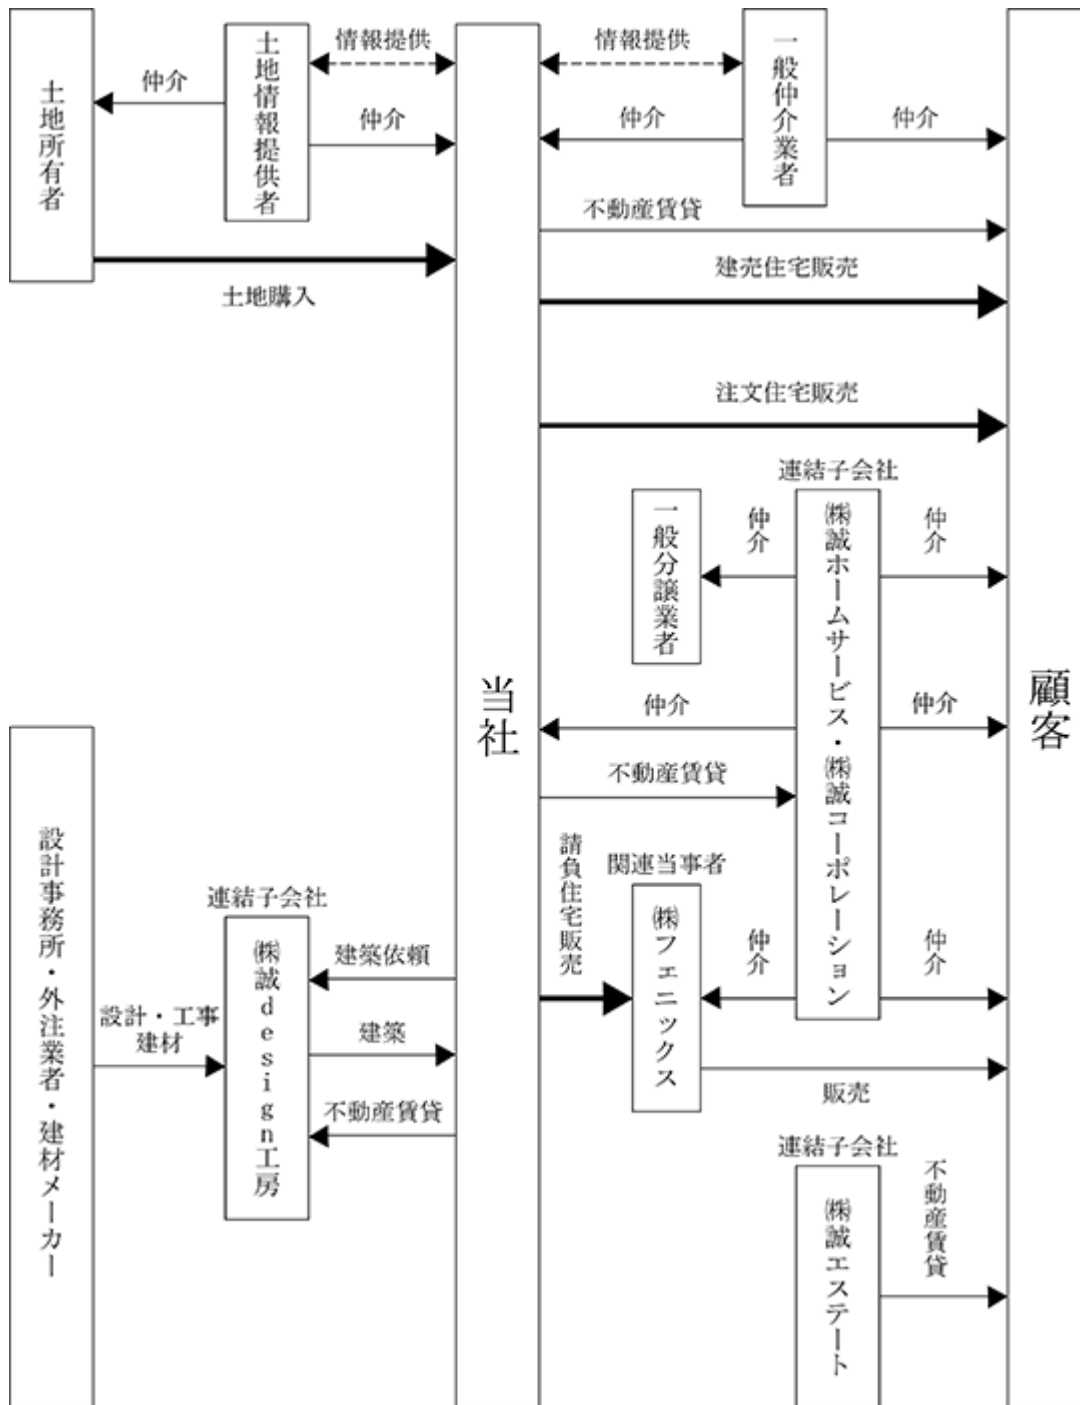 土地所有者
仲介
土地情報提供者
情報提供
仲介
土地購入
当社
情報提供
仲介
一般仲介業者
仲介
不動産賃貸
建売住宅販売
注文住宅販売
顧客
連結子会社
㈱誠ホームサービス・㈱誠コーポレーション
一般分譲業者
仲介
仲介
仲介
仲介
不動産賃貸
請負住宅販売
関連当事者
㈱フェニックス
仲介
仲介
販売
設計事務所・外注業者・建材メーカー
設計・工事
建材
連結子会社
㈱誠design工房
建築依頼
建築
不動産賃貸
連結子会社
㈱誠エステート
不動産賃貸